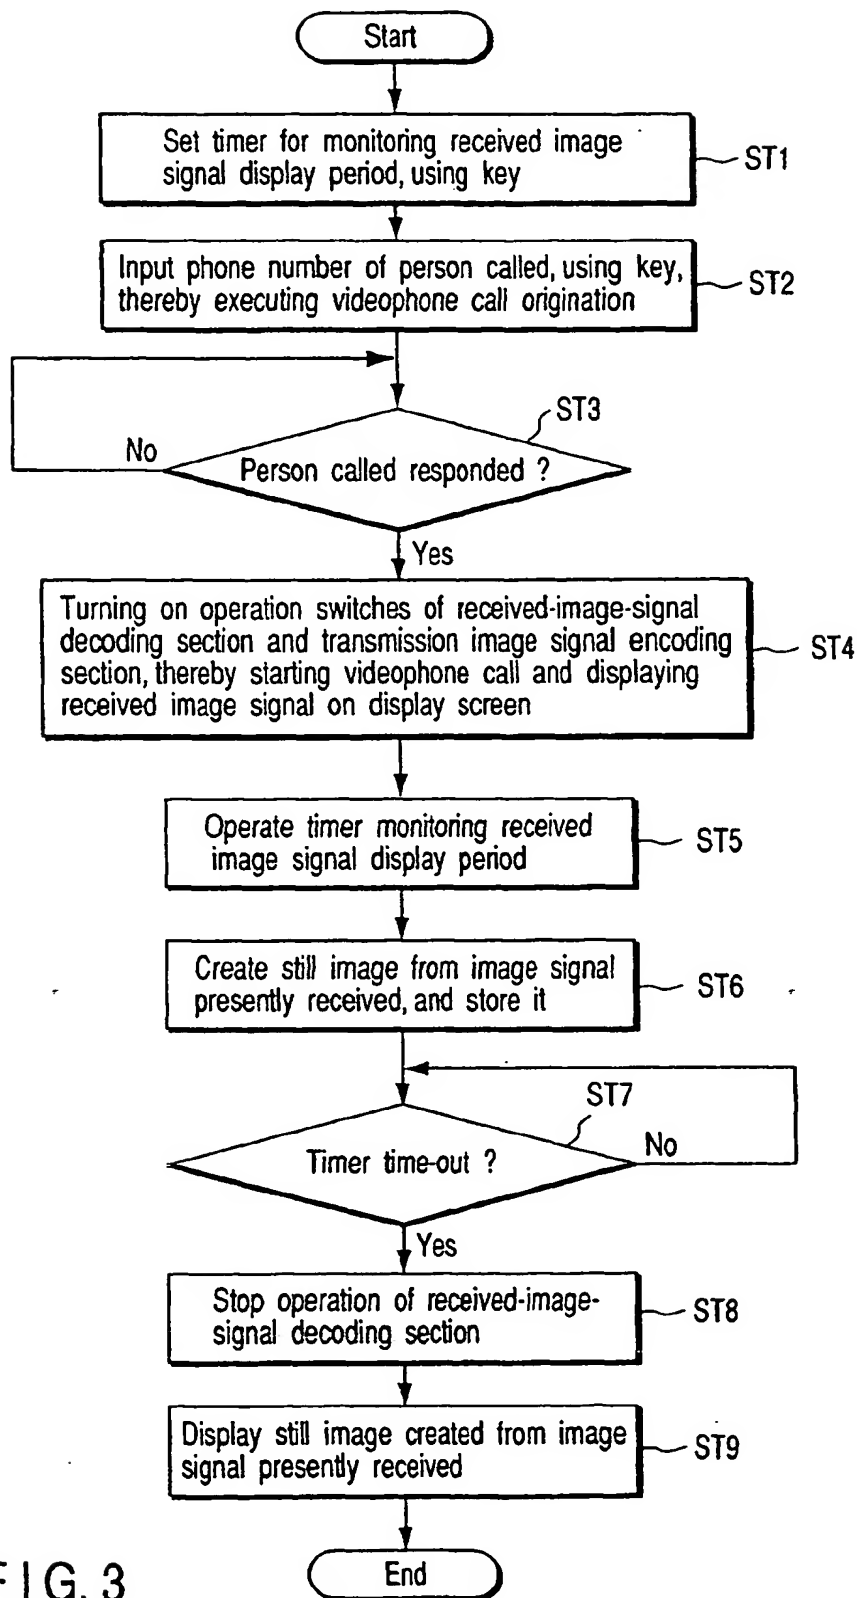 Start
Set timer for monitoring received image
signal display period, using key
ST1
Input phone number of person called, using key,
thereby executing videophone call origination
ST2
ST3
No
Person called responded ?
Yes
Turning on operation switches of received-image-signal
decoding section and transmission image signal encoding
section, thereby starting videophone call and displaying
received image signal on display screen
ST4
Operate timer monitoring received
image signal display period
ST5
Create still image from image signal
presently received, and store it
ST6
ST7
No
Timer time-out ?
Yes
Stop operation of received-image-
signal decoding section
ST8
Display still image created from image
signal presently received
ST9
End
FIG. 3